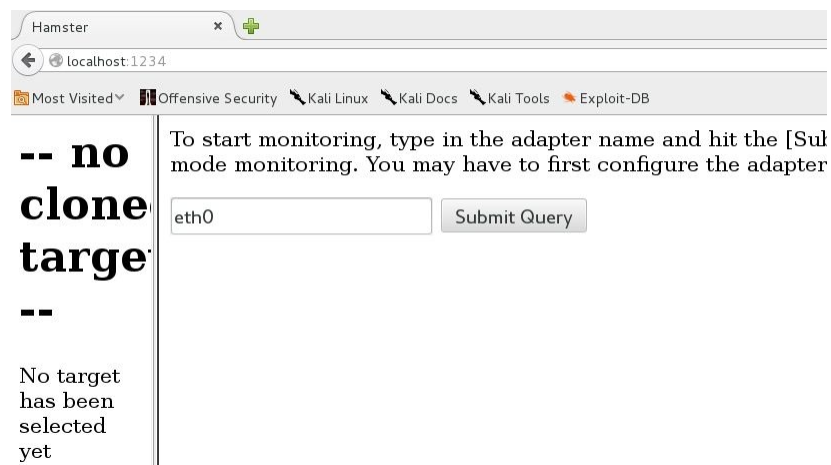 Hamster
localhost:1234
Most Visited Offensive Security Kali Linux Kali Docs Kali Tools Exploit-DB
-- no
cloned
target
--
No target
has been
selected
yet
To start monitoring, type in the adapter name and hit the [Sub
mode monitoring. You may have to first configure the adapter
eth0 Submit Query